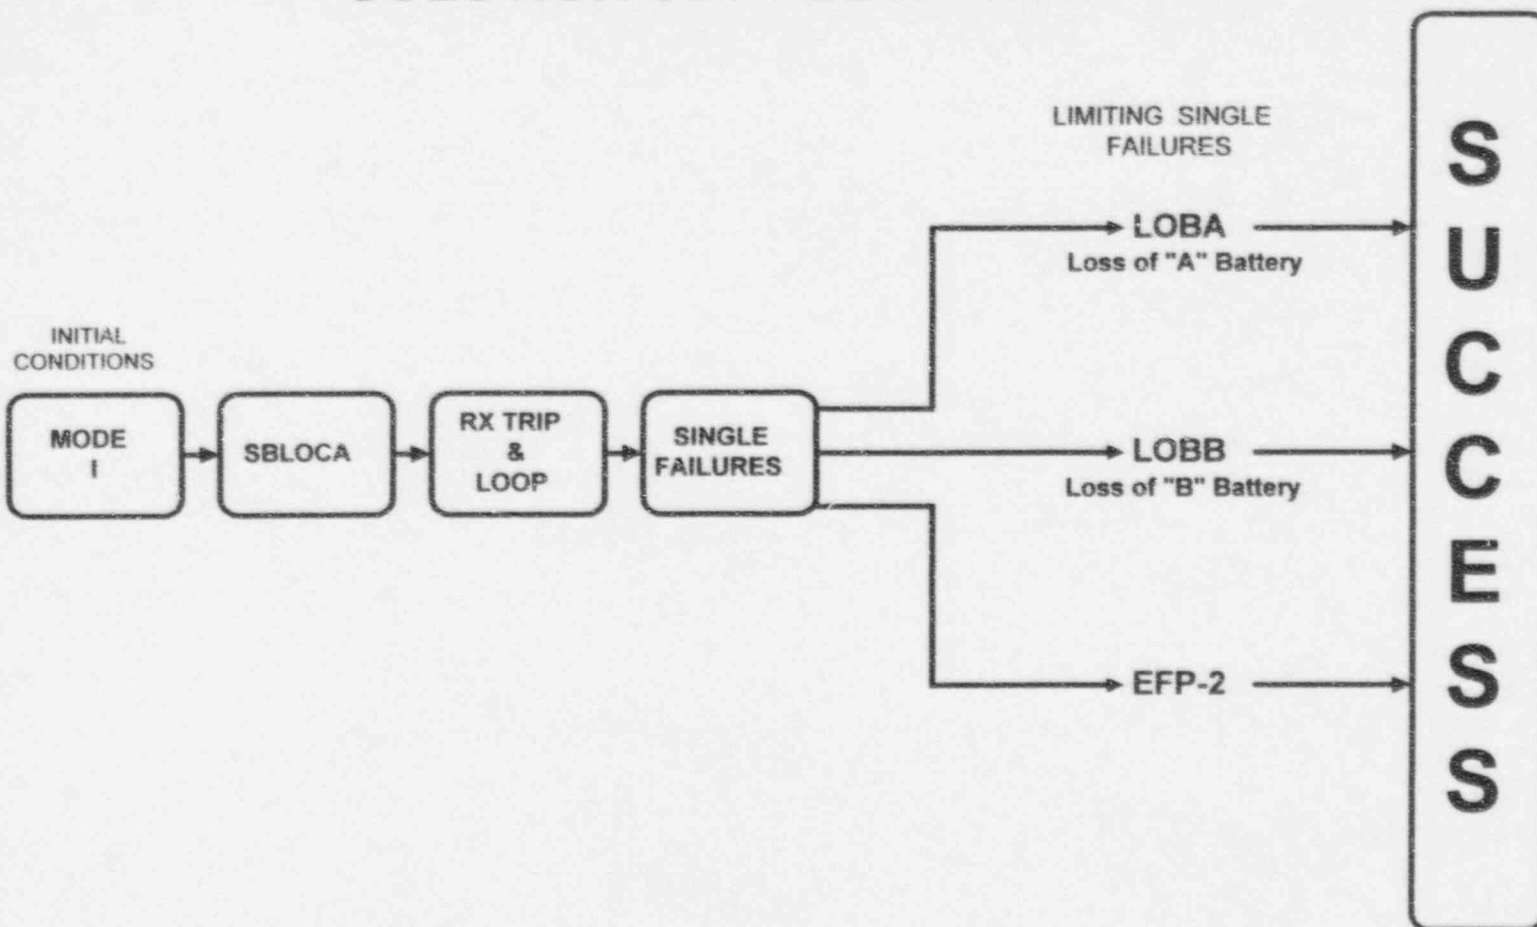 INITIAL
CONDITIONS
MODE
I
SBLOCA
RX TRIP
&
LOOP
SINGLE
FAILURES
LIMITING SINGLE
FAILURES
LOBA
Loss of "A" Battery
LOBB
Loss of "B" Battery
EFP-2
S
U
C
C
E
S
S